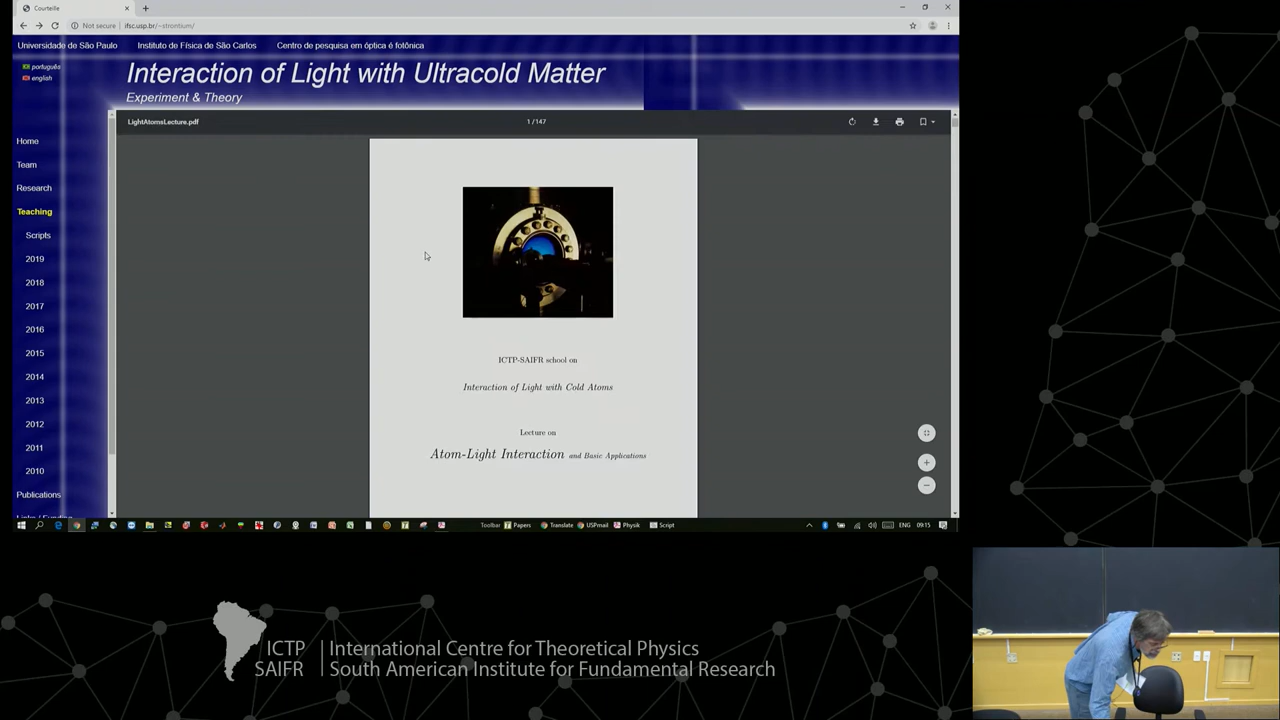 Courteille
Not secure | ifsc.usp.br/~strontium/
Universidade de São Paulo Instituto de Física de São Carlos Centro de pesquisa em óptica é fotônica
português
english
Interaction of Light with Ultracold Matter
Experiment & Theory
LightAtomsLecture.pdf 1 / 147
Home
Team
Research
Teaching
Scripts
2019
2018
2017
2016
2015
2014
2013
2012
2011
2010
Publications
Links / Funding
ICTP-SAIFR school on
Interaction of Light with Cold Atoms
Lecture on
Atom-Light Interaction and Basic Applications
Toolbar Papers Translate USPmail Physik Script ENG 09:15
ICTP International Centre for Theoretical Physics
SAIFR South American Institute for Fundamental Research